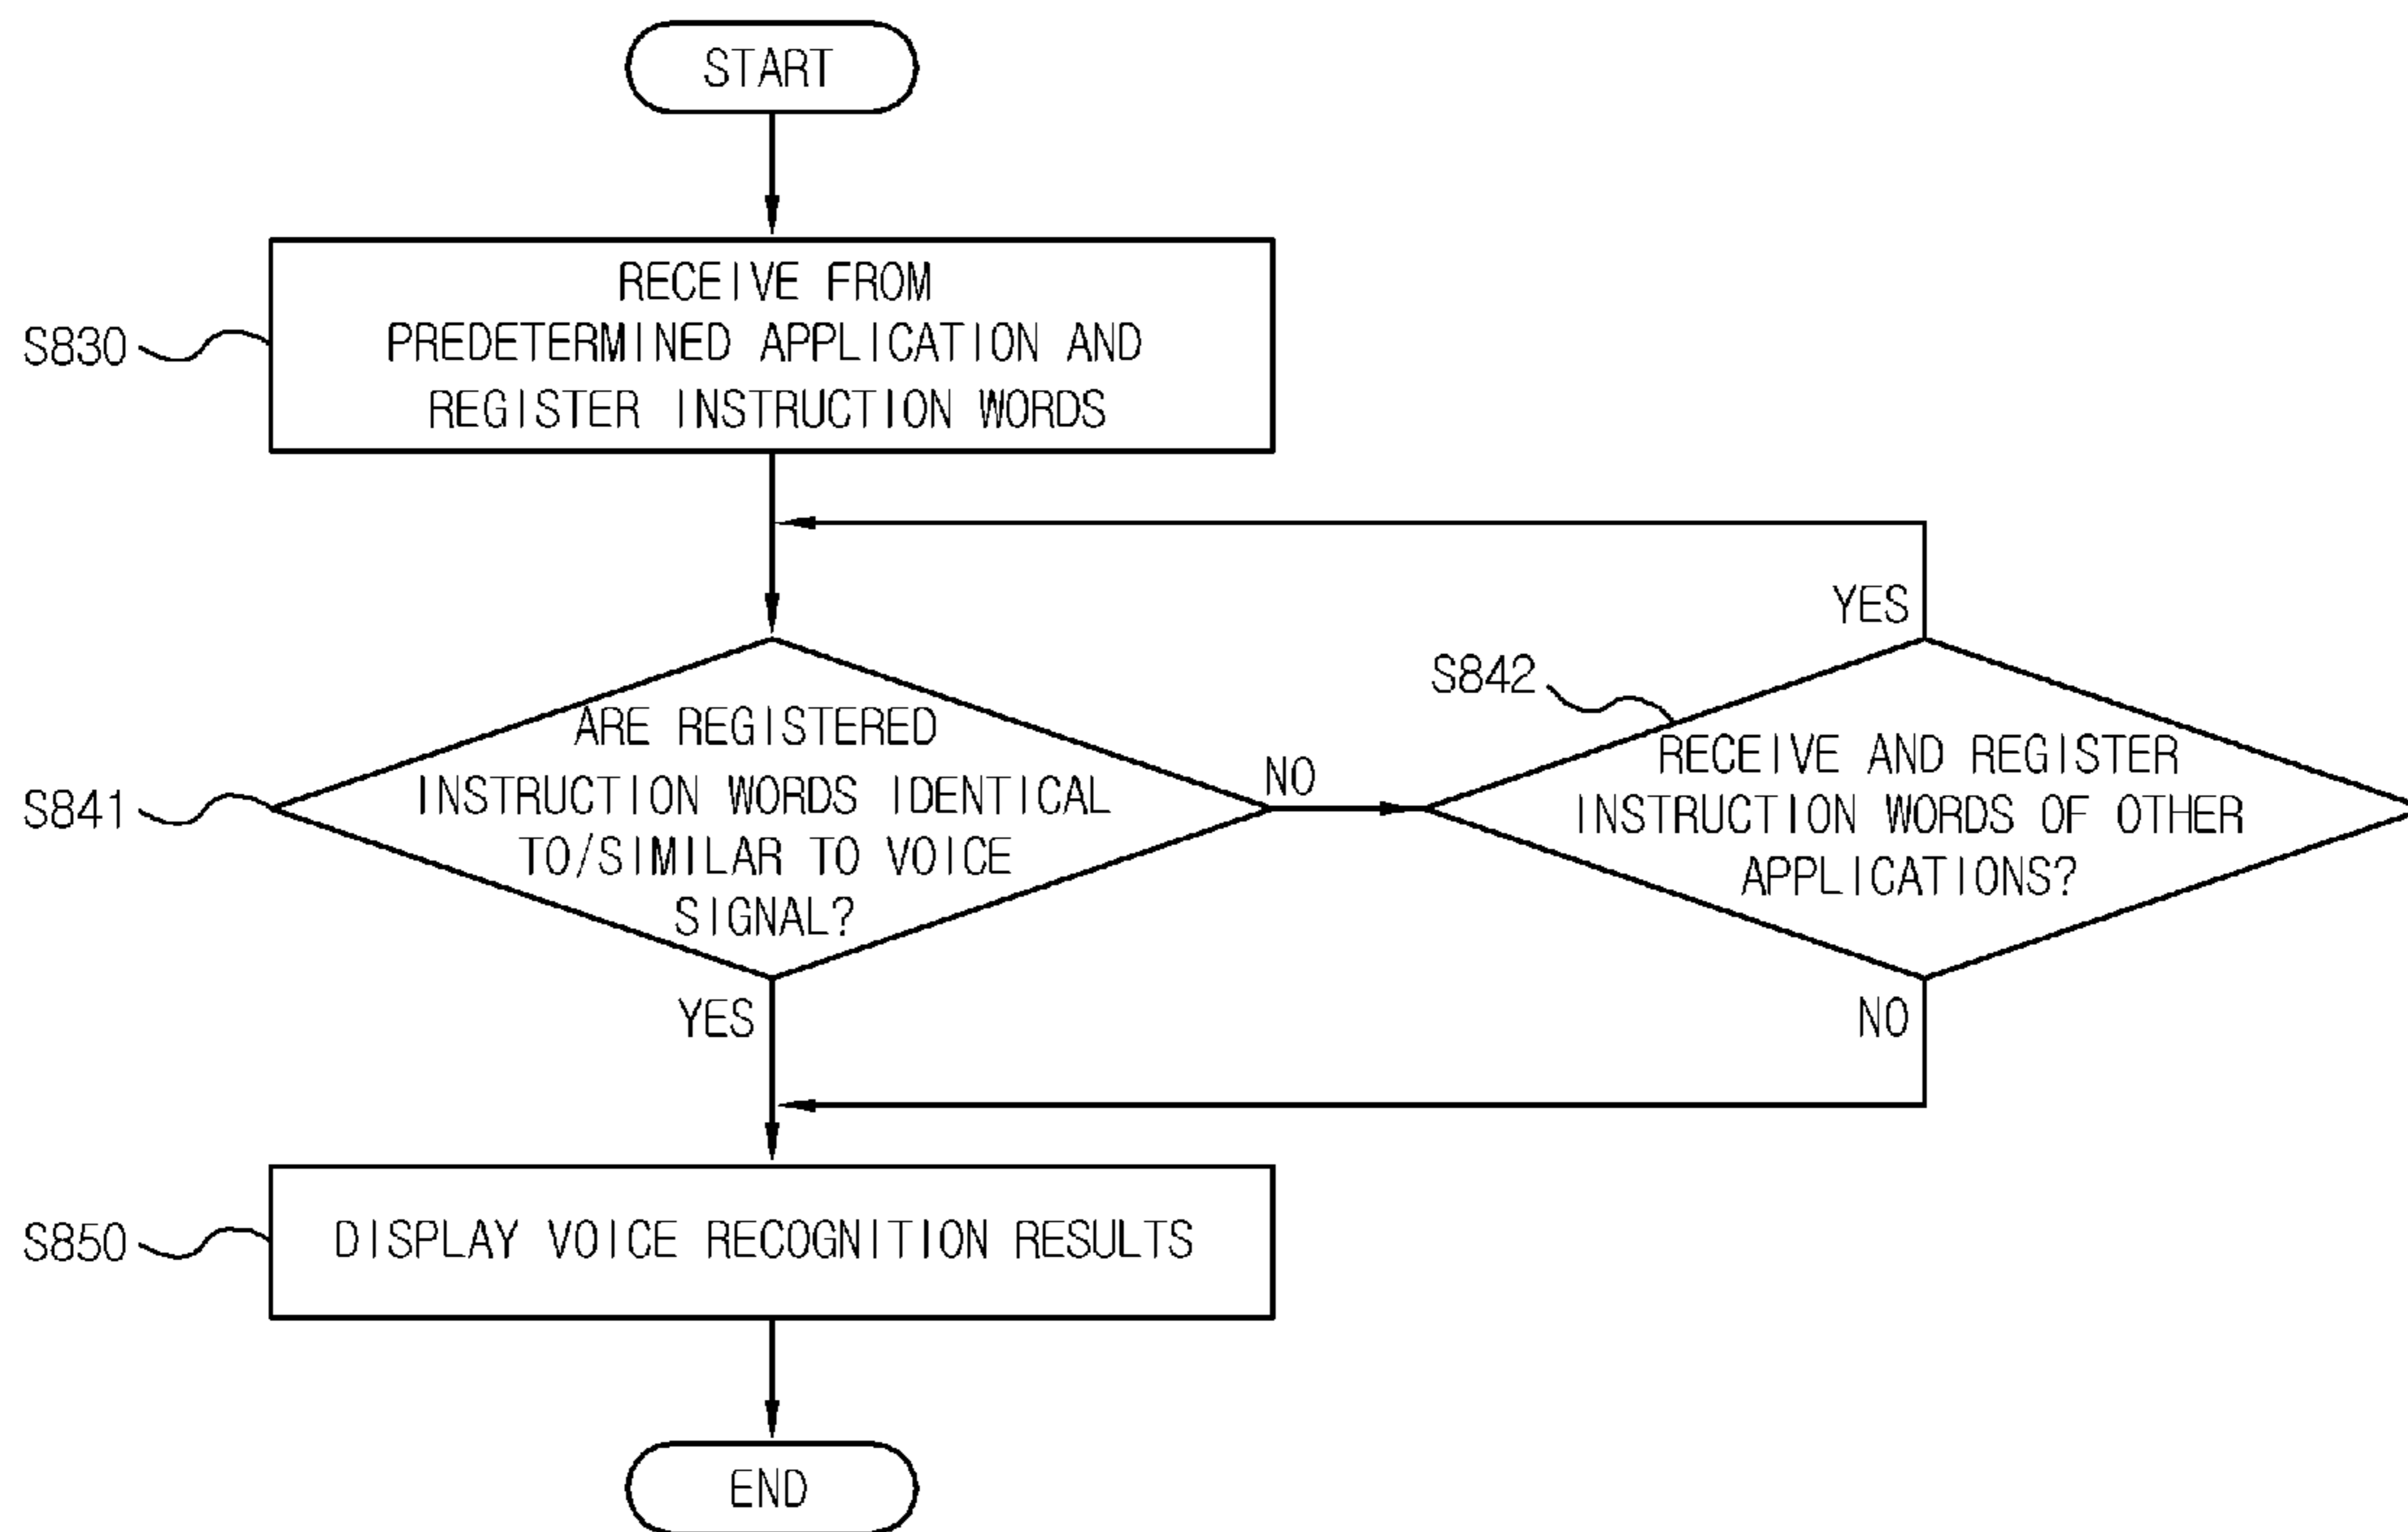 START
S830
RECEIVE FROM
PREDETERMINED APPLICATION AND
REGISTER INSTRUCTION WORDS
S841
ARE REGISTERED
INSTRUCTION WORDS IDENTICAL
TO/SIMILAR TO VOICE
SIGNAL?
NO
YES
S842
RECEIVE AND REGISTER
INSTRUCTION WORDS OF OTHER
APPLICATIONS?
YES
NO
S850
DISPLAY VOICE RECOGNITION RESULTS
END